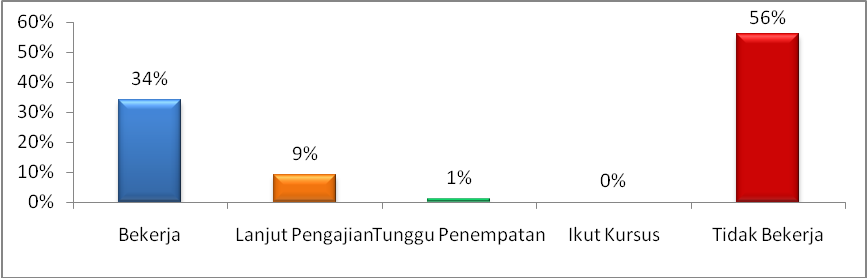 60%
50%
40%
30%
20%
10%
0%
34%
9%
1%
0%
56%
Bekerja
Lanjut Pengajian
Tunggu Penempatan
Ikut Kursus
Tidak Bekerja